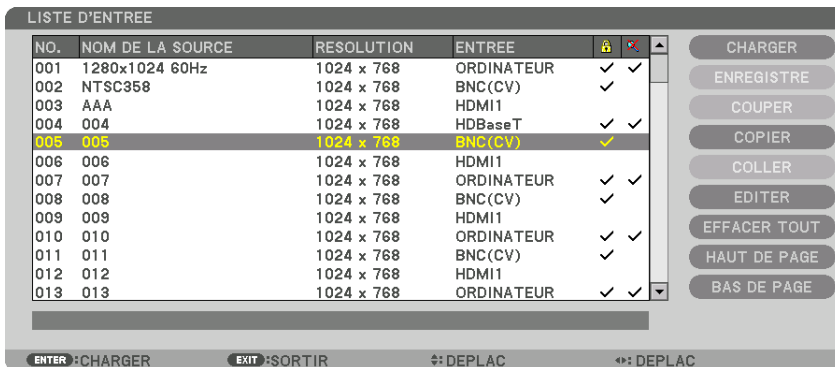 LISTE D'ENTREE
NO. NOM DE LA SOURCE RESOLUTION ENTREE
001 1280x1024 60Hz 1024 x 768 ORDINATEUR ✓ ✓
002 NTSC358 1024 x 768 BNC(CV) ✓
003 AAA 1024 x 768 HDMI1
004 004 1024 x 768 HDBaseT ✓ ✓
005 005 1024 x 768 BNC(CV) ✓
006 006 1024 x 768 HDMI1
007 007 1024 x 768 ORDINATEUR ✓ ✓
008 008 1024 x 768 BNC(CV) ✓
009 009 1024 x 768 HDMI1
010 010 1024 x 768 ORDINATEUR ✓ ✓
011 011 1024 x 768 BNC(CV) ✓
012 012 1024 x 768 HDMI1
013 013 1024 x 768 ORDINATEUR ✓ ✓
CHARGER
ENREGISTRE
COUPER
COPIER
COLLER
EDITER
EFFACER TOUT
HAUT DE PAGE
BAS DE PAGE
ENTER :CHARGER EXIT :SORTIR :DEPLAC :DEPLAC